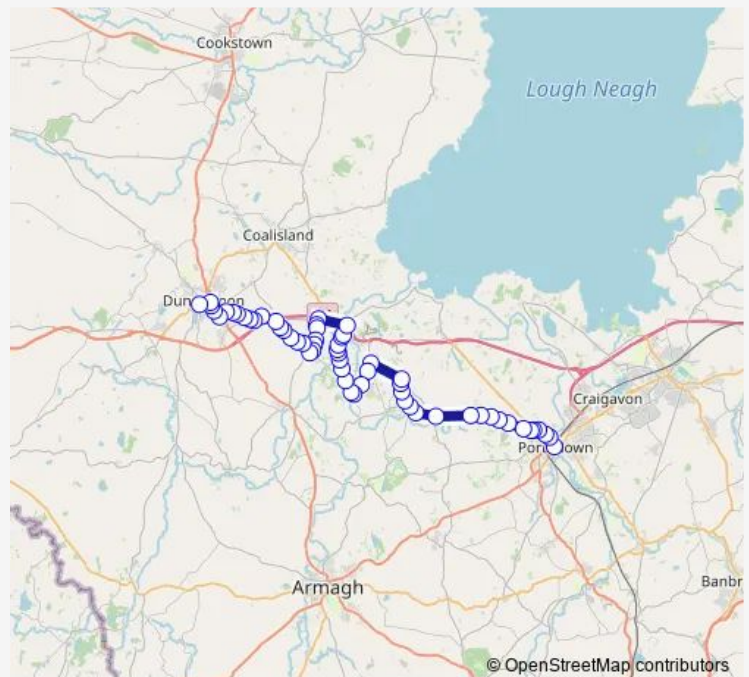 Cookstown
Lough Neagh
Coalisland
Craigavon
Armagh
Banbr
© OpenStreetMap contributors